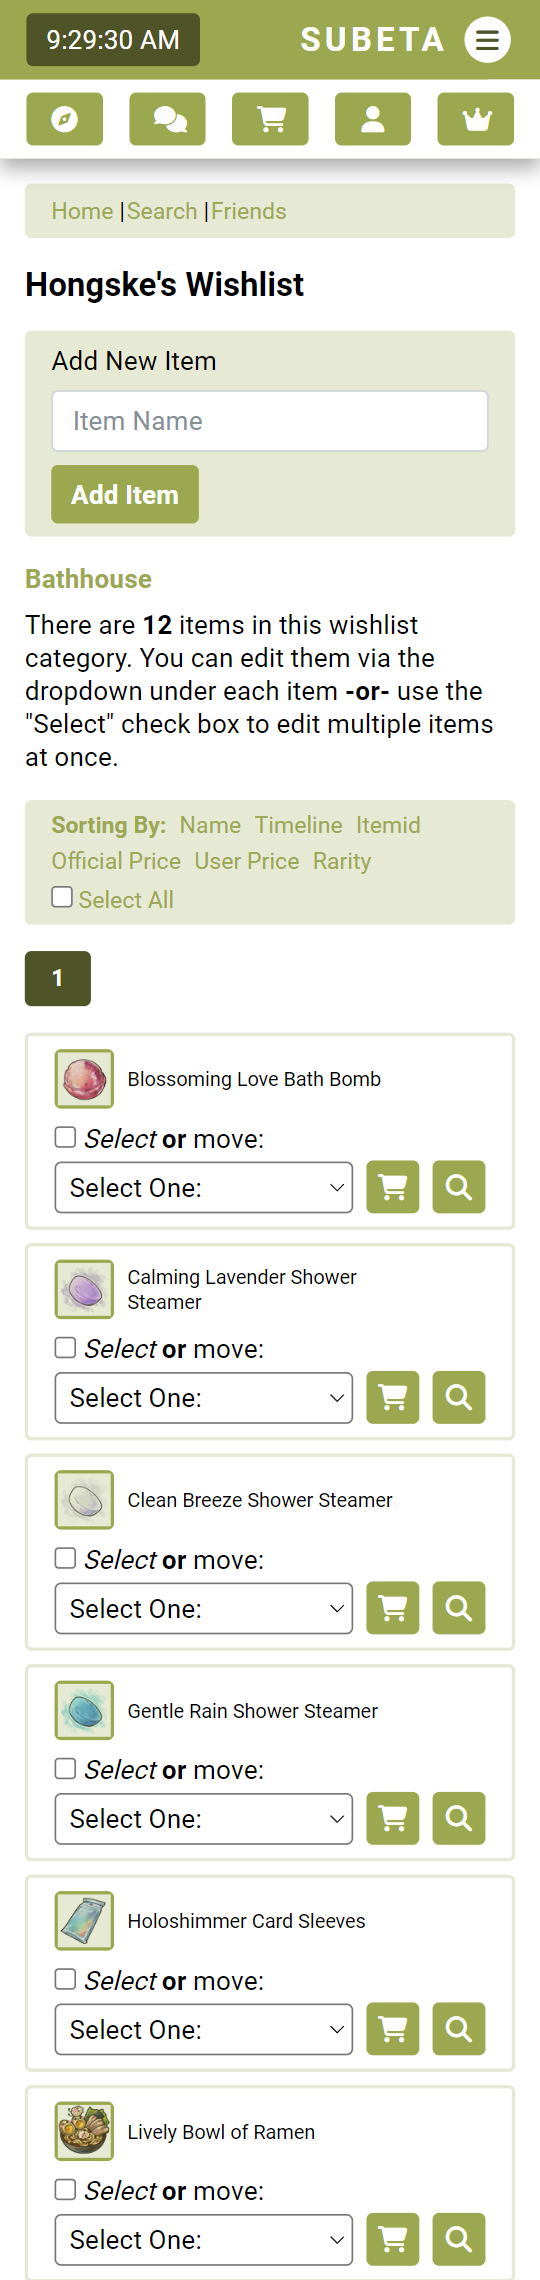 9:29:30 AM
SUBETA
Home |Search |Friends
Hongske's Wishlist
Add New Item
Item Name
Add Item
Bathhouse
There are 12 items in this wishlist
category. You can edit them via the
dropdown under each item -or- use the
"Select" check box to edit multiple items
at once.
Sorting By: Name Timeline Itemid
Official Price User Price Rarity
Select All
1
Blossoming Love Bath Bomb
Select or move:
Select One:
Calming Lavender Shower
Steamer
Select or move:
Select One:
Clean Breeze Shower Steamer
Select or move:
Select One:
Gentle Rain Shower Steamer
Select or move:
Select One:
Holoshimmer Card Sleeves
Select or move:
Select One:
Lively Bowl of Ramen
Select or move:
Select One: